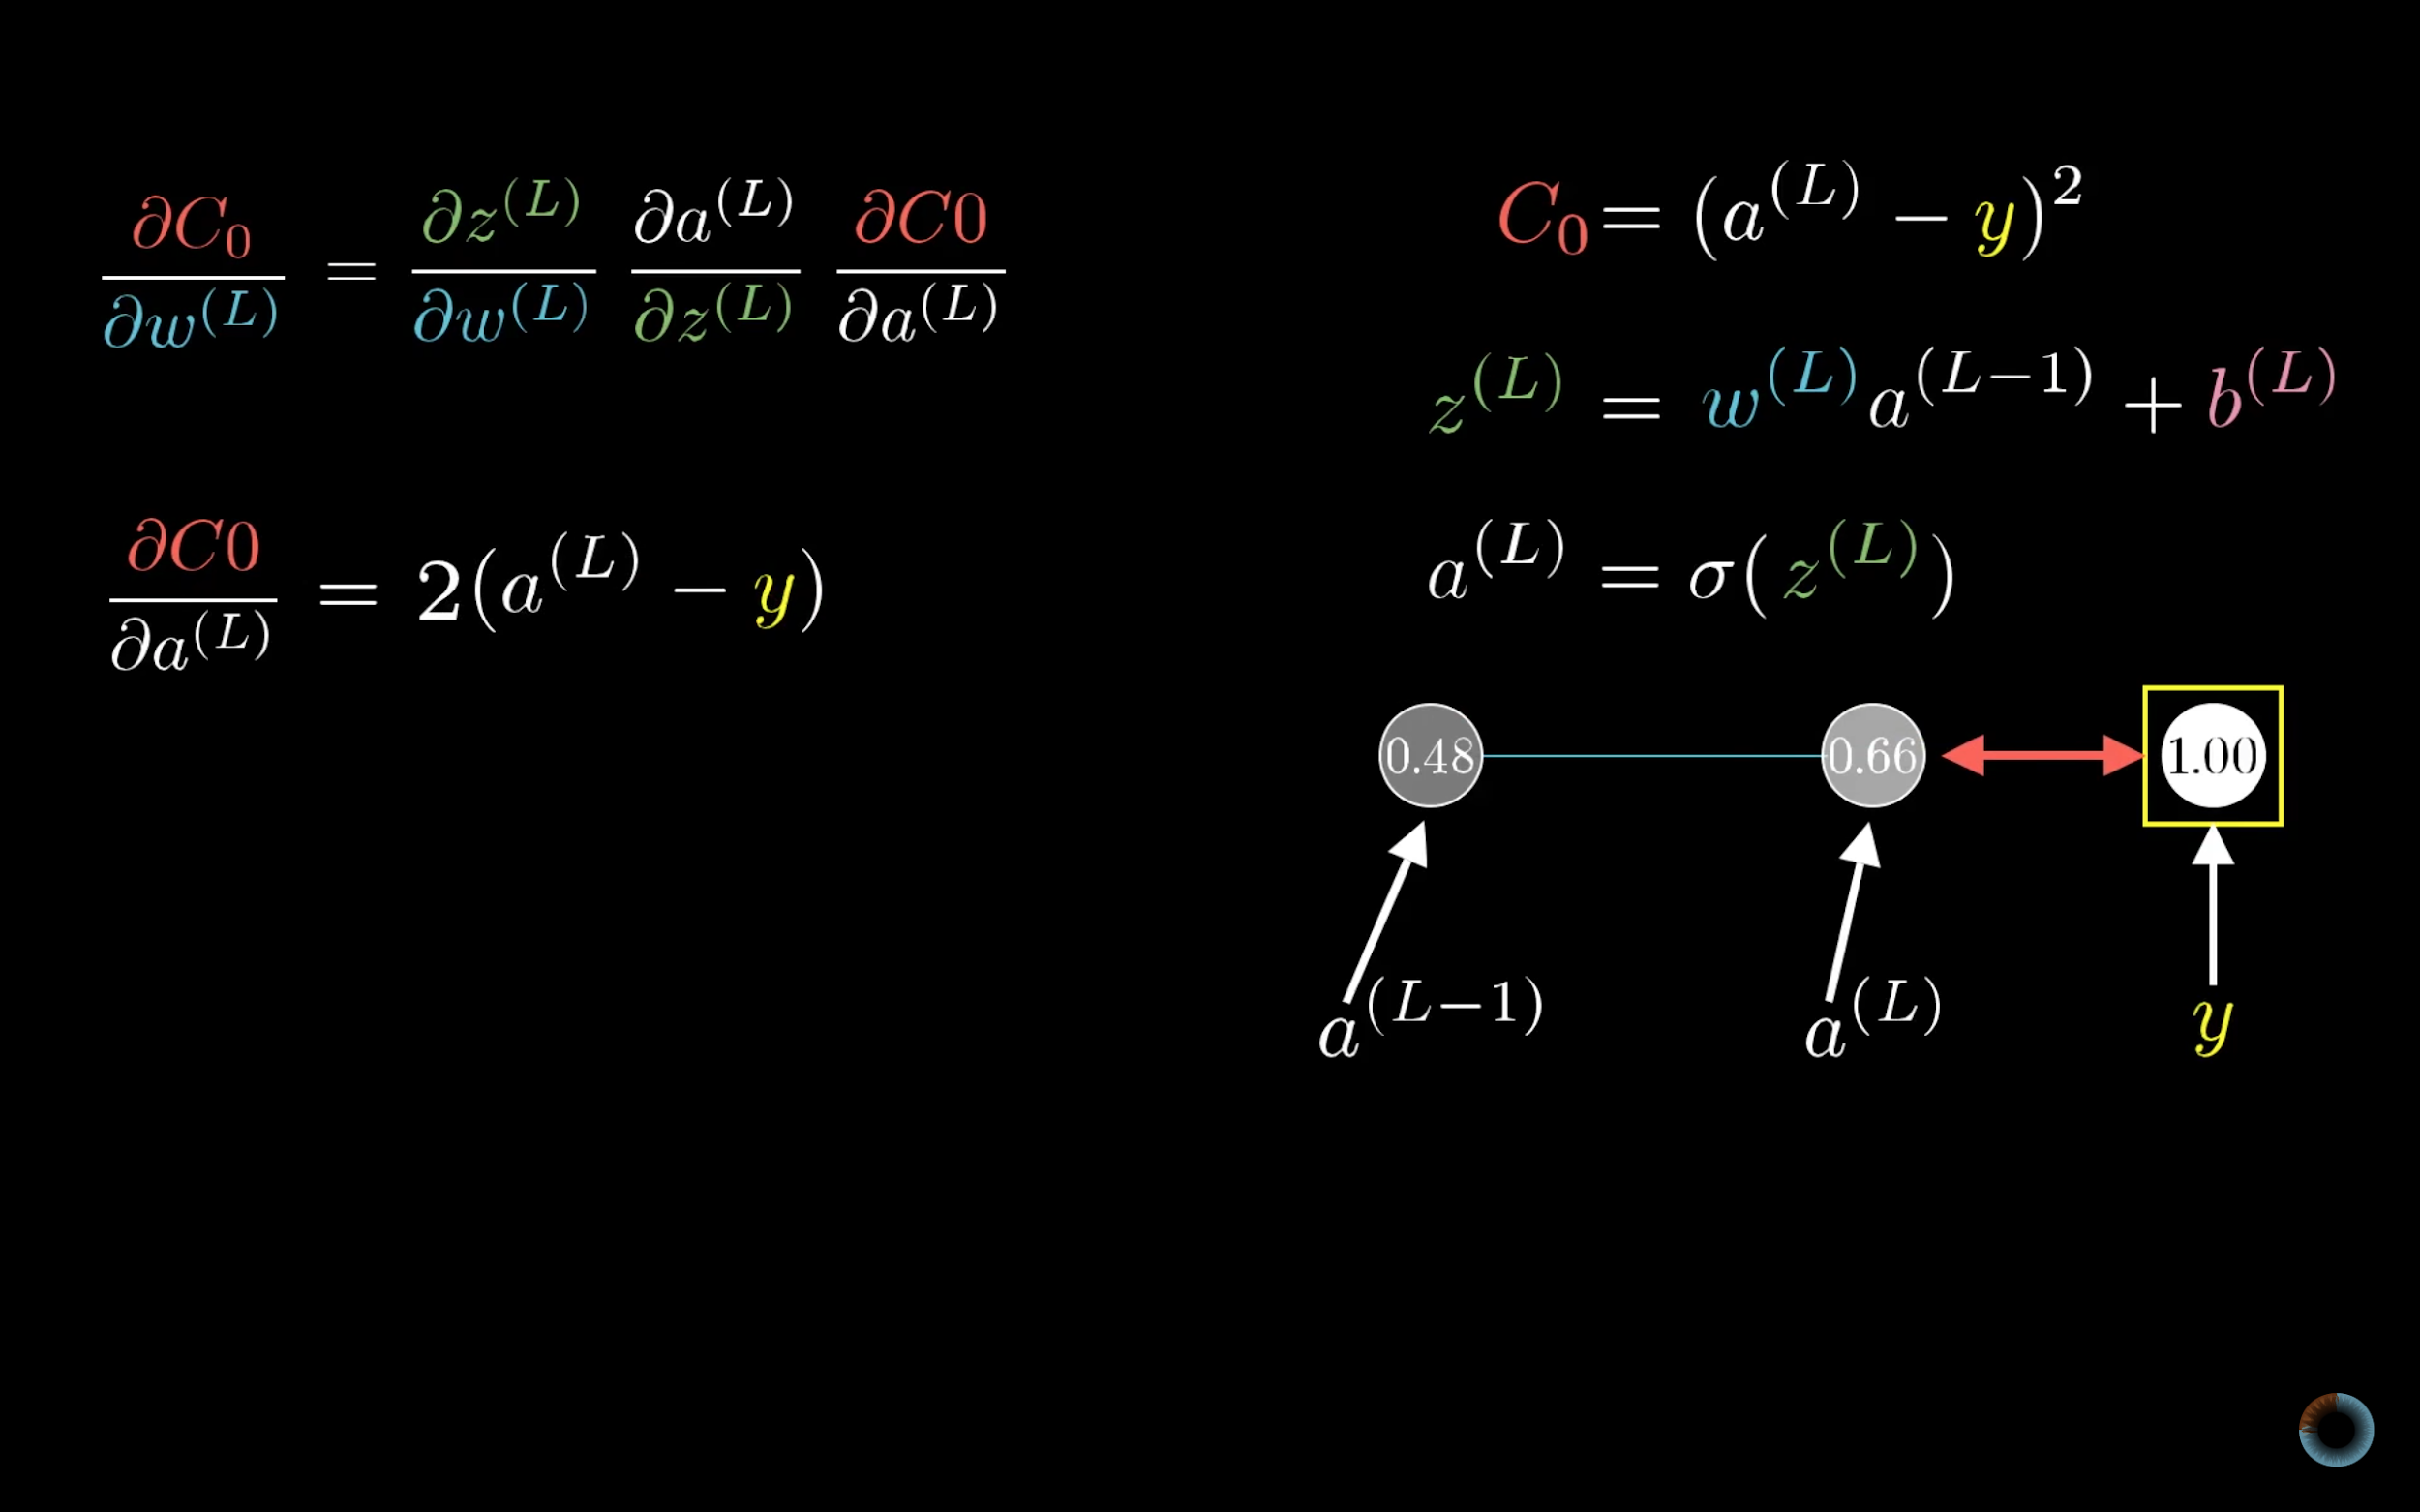 ∂C₀/∂w⁽ᴸ⁾ = ∂z⁽ᴸ⁾/∂w⁽ᴸ⁾ ∂a⁽ᴸ⁾/∂z⁽ᴸ⁾ ∂C0/∂a⁽ᴸ⁾
∂C0/∂a⁽ᴸ⁾ = 2(a⁽ᴸ⁾ − y)
C₀ = (a⁽ᴸ⁾ − y)²
z⁽ᴸ⁾ = w⁽ᴸ⁾a⁽ᴸ⁻¹⁾ + b⁽ᴸ⁾
a⁽ᴸ⁾ = σ(z⁽ᴸ⁾)
0.48 0.66 1.00
a⁽ᴸ⁻¹⁾ a⁽ᴸ⁾ y